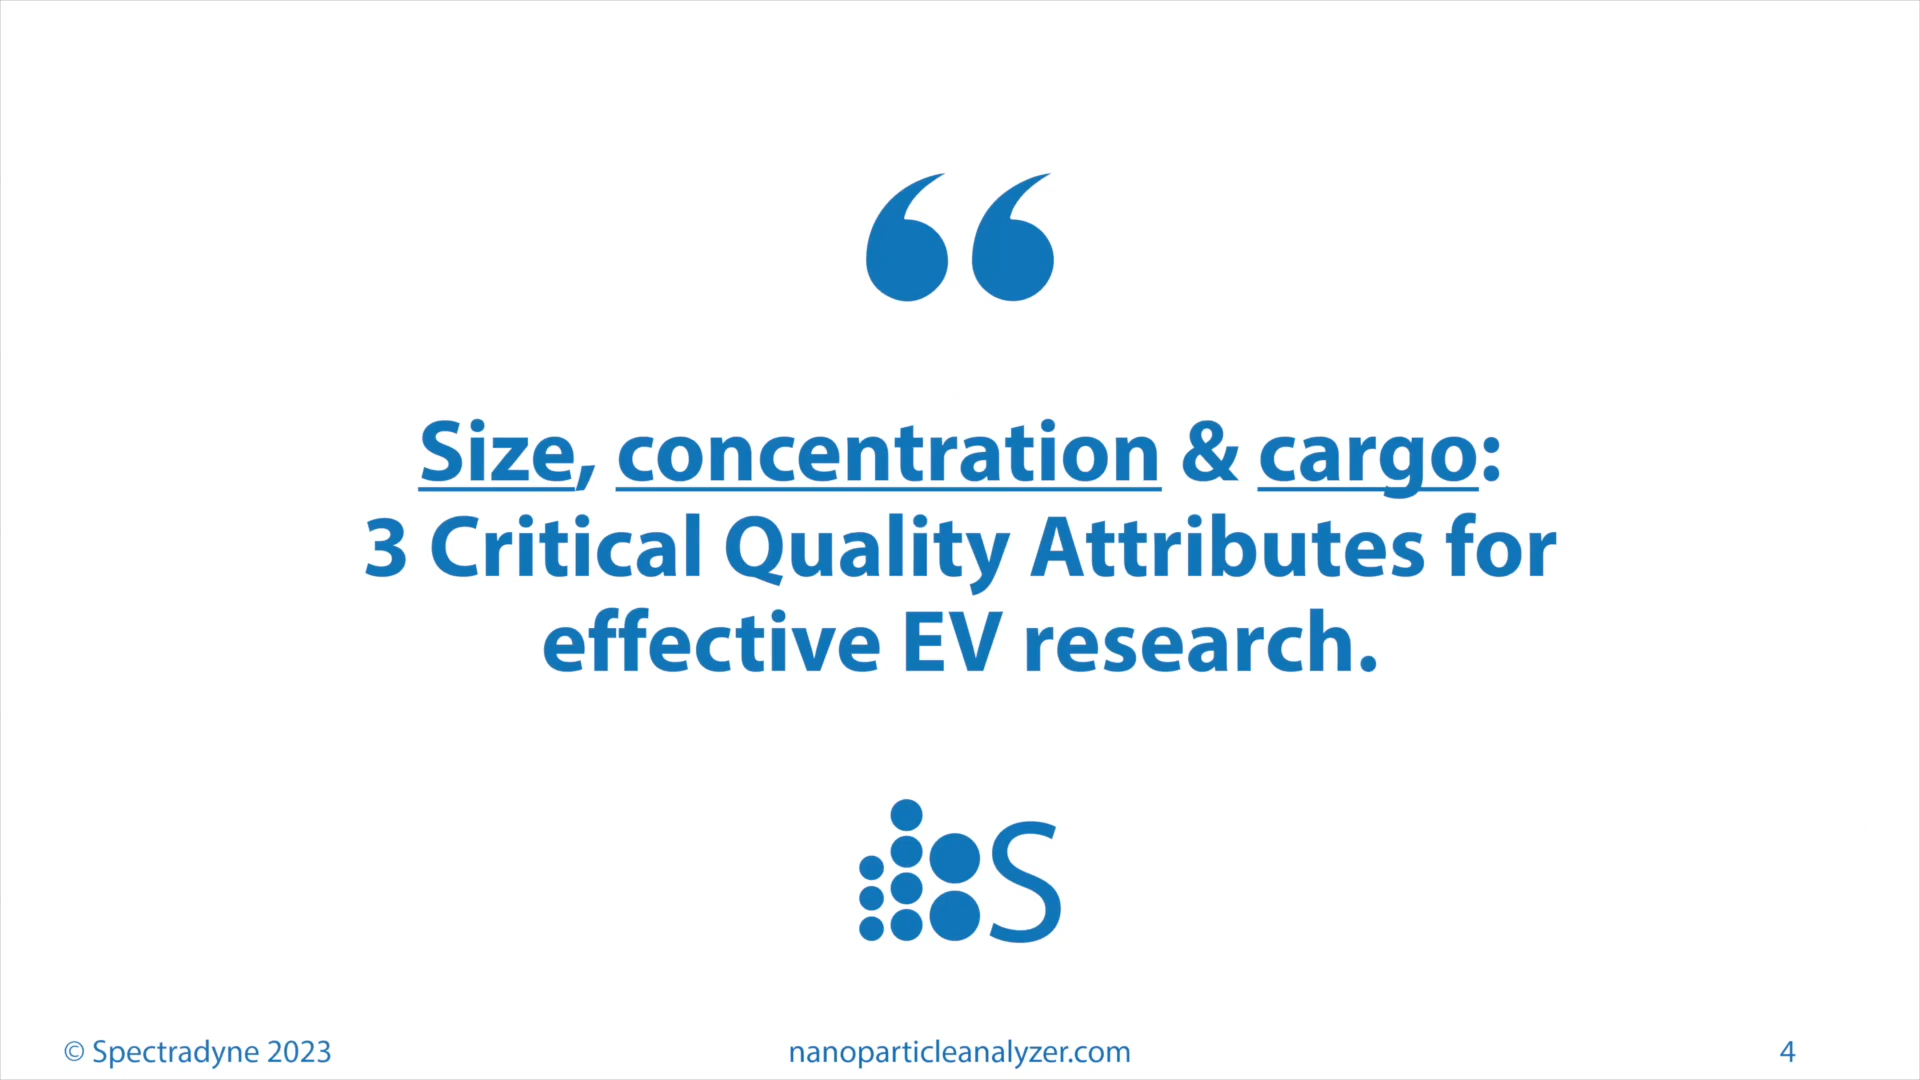 “
Size, concentration & cargo:
3 Critical Quality Attributes for
effective EV research.
S
© Spectradyne 2023
nanoparticleanalyzer.com
4